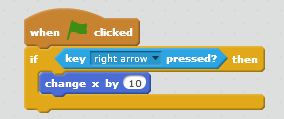 when clicked
if key right arrow pressed? then
change x by 10